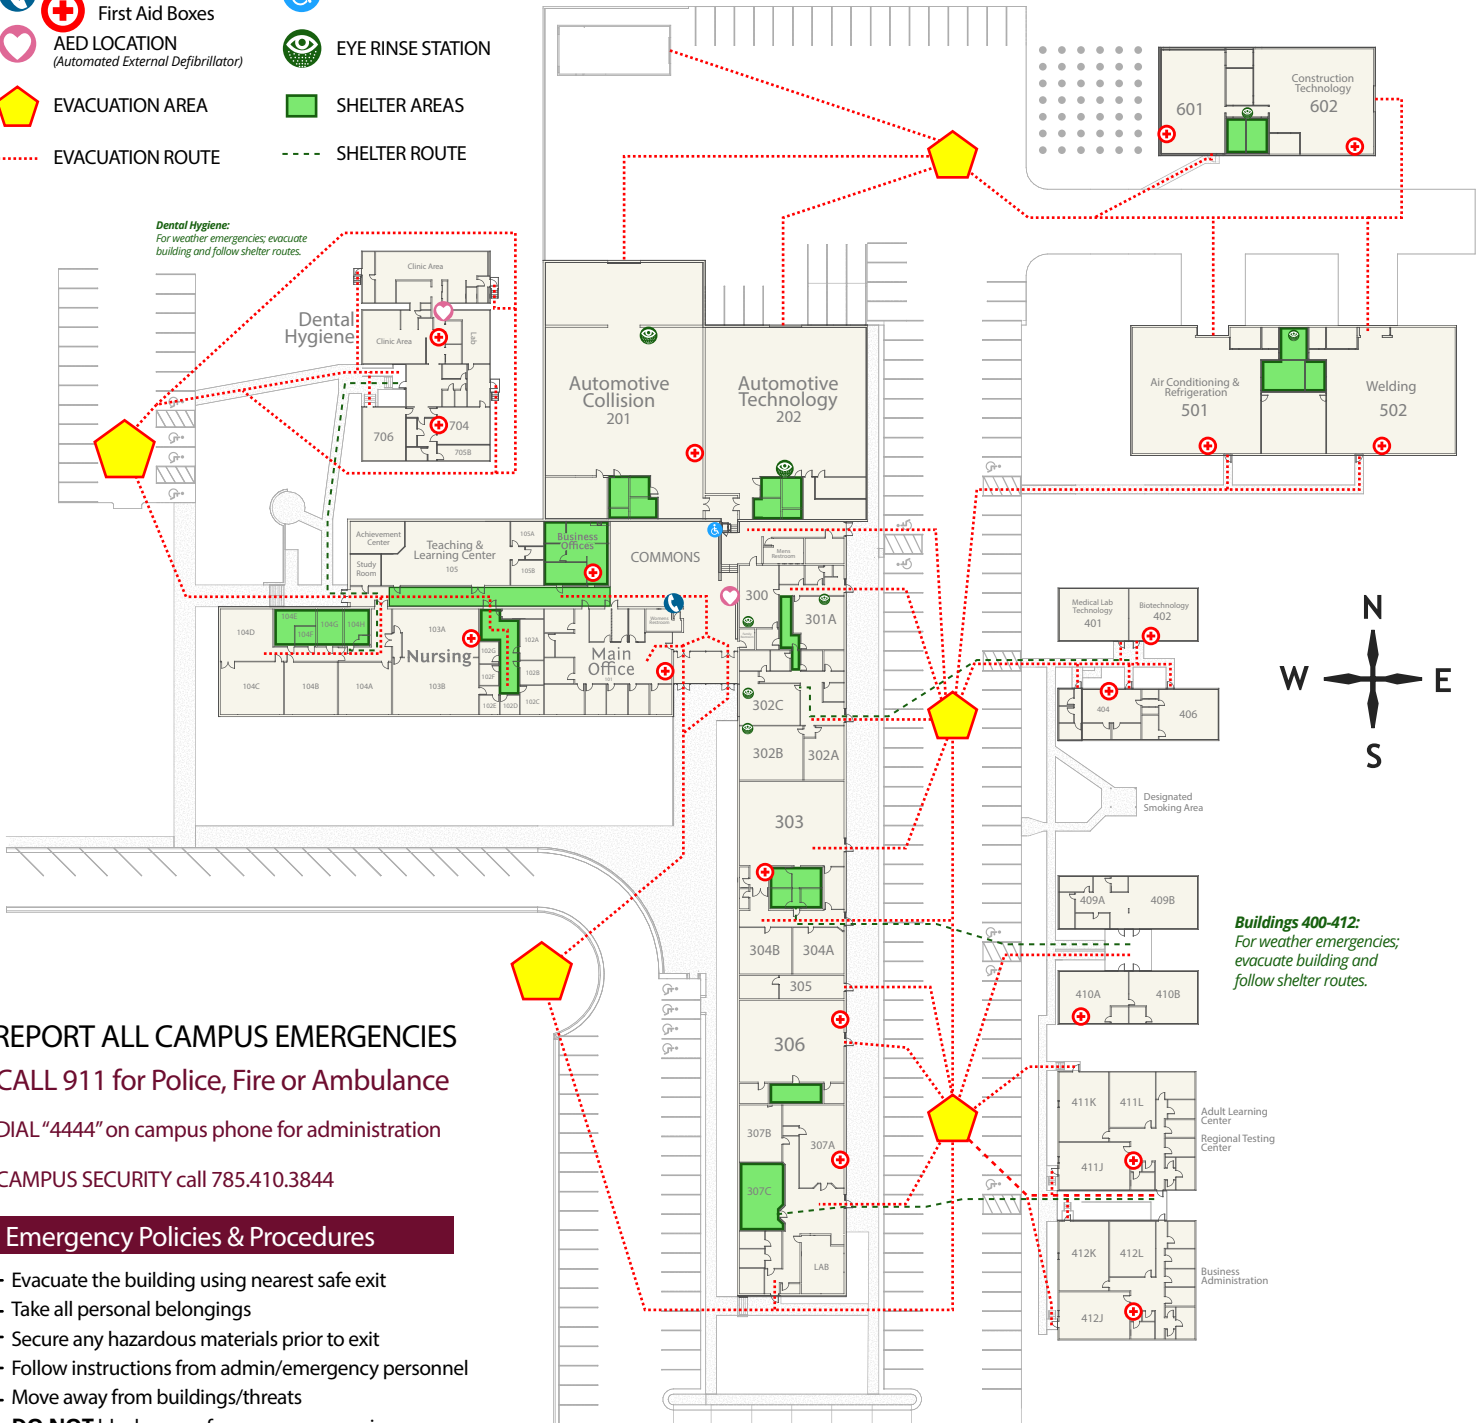 First Aid Boxes
AED LOCATION
(Automated External Defibrillator)
EYE RINSE STATION
EVACUATION AREA
SHELTER AREAS
EVACUATION ROUTE
SHELTER ROUTE
Dental Hygiene:
For weather emergencies; evacuate
building and follow shelter routes.
Construction
Technology
601
602
Clinic Area
Dental
Hygiene
Clinic Area
Lab
706
704
705B
Automotive
Collision
201
Automotive
Technology
202
Air Conditioning &
Refrigeration
501
Welding
502
Achievement
Center
Study
Room
Teaching &
Learning Center
105
105A
105B
Business
Offices
COMMONS
Mens
Restroom
300
301A
Womens
Restroom
104E
104F
104G
104H
104D
104C
104B
104A
103A
Nursing
103B
102G
102F
102E
102D
102A
102B
102C
Main
Office
101
302C
302B
302A
303
304B
304A
305
306
307B
307A
307C
LAB
Medical Lab
Technology
401
Biotechnology
402
404
406
N
W
E
S
Designated
Smoking Area
409A
409B
410A
410B
Buildings 400-412:
For weather emergencies;
evacuate building and
follow shelter routes.
411K
411L
411J
Adult Learning
Center
Regional Testing
Center
412K
412L
412J
Business
Administration
REPORT ALL CAMPUS EMERGENCIES
CALL 911 for Police, Fire or Ambulance
DIAL “4444” on campus phone for administration
CAMPUS SECURITY call 785.410.3844
Emergency Policies & Procedures
- Evacuate the building using nearest safe exit
- Take all personal belongings
- Secure any hazardous materials prior to exit
- Follow instructions from admin/emergency personnel
- Move away from buildings/threats